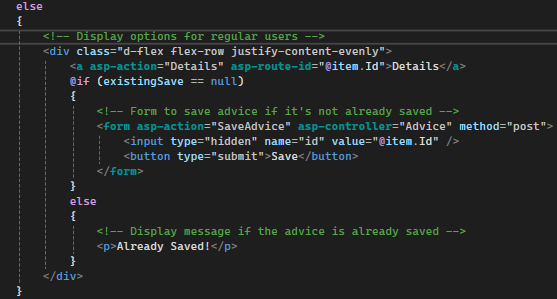 else
{
    <!-- Display options for regular users -->
    <div class="d-flex flex-row justify-content-evenly">
        <a asp-action="Details" asp-route-id="@item.Id">Details</a>
        @if (existingSave == null)
        {
            <!-- Form to save advice if it's not already saved -->
            <form asp-action="SaveAdvice" asp-controller="Advice" method="post">
                <input type="hidden" name="id" value="@item.Id" />
                <button type="submit">Save</button>
            </form>
        }
        else
        {
            <!-- Display message if the advice is already saved -->
            <p>Already Saved!</p>
        }
    </div>
}